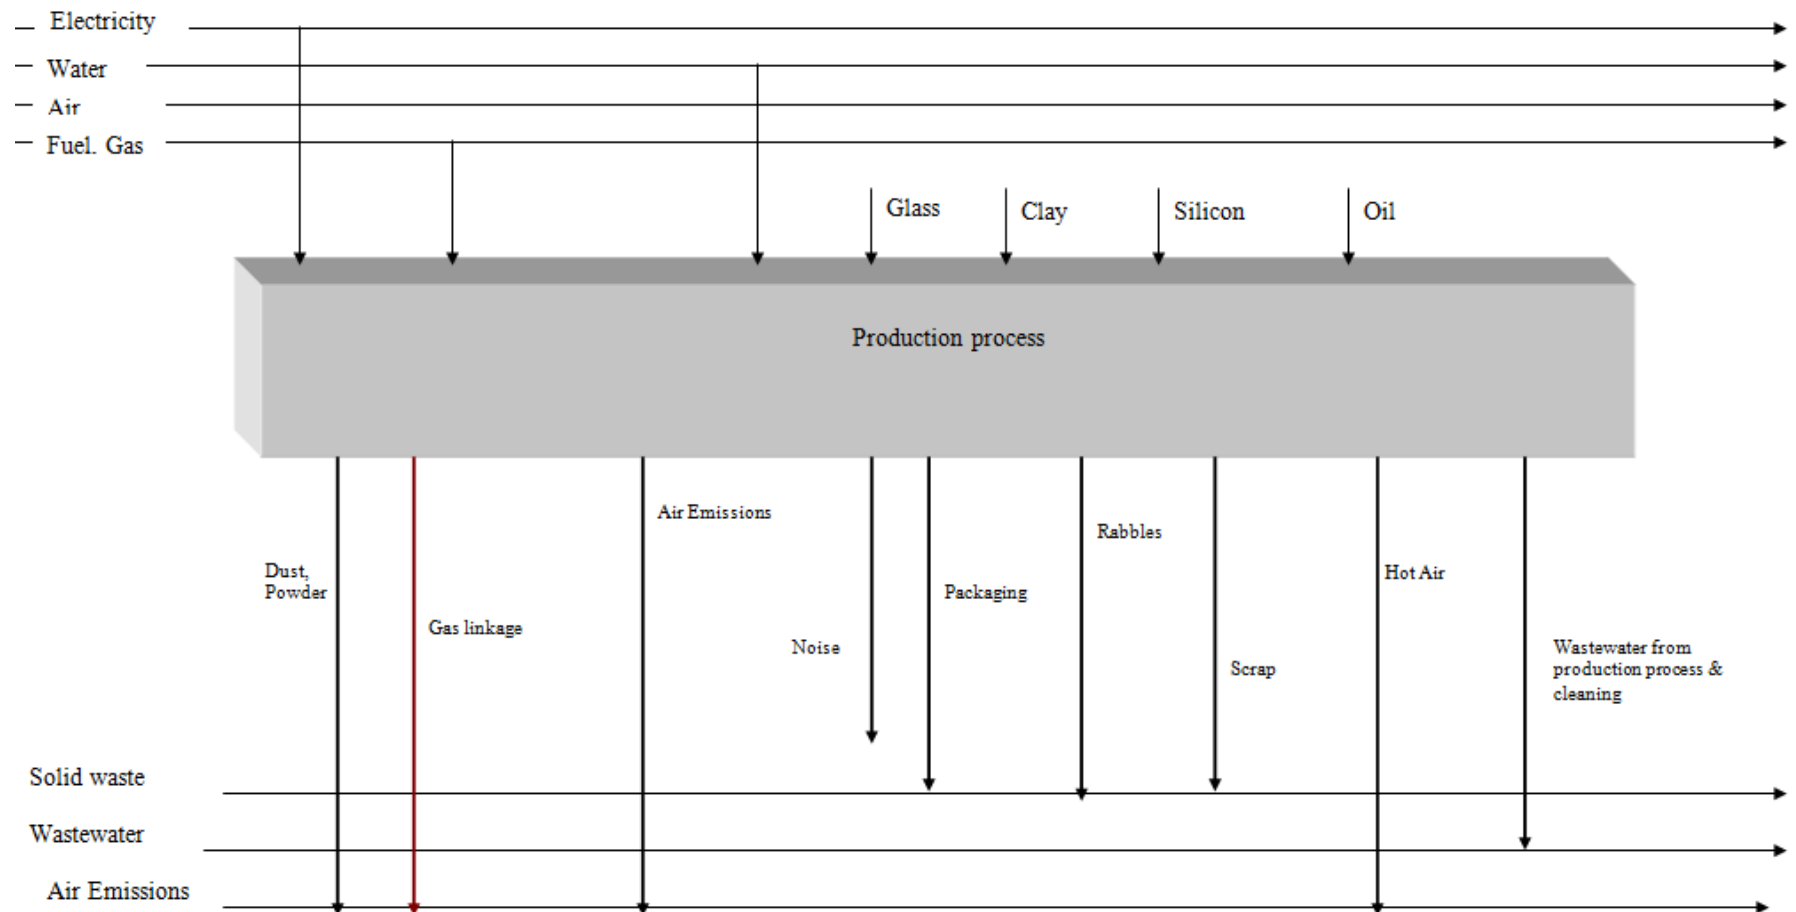 Electricity
Water
Air
Fuel. Gas
Glass
Clay
Silicon
Oil
Production process
Air Emissions
Rabbles
Dust,
Powder
Hot Air
Packaging
Gas linkage
Noise
Wastewater from
production process &
cleaning
Scrap
Solid waste
Wastewater
Air Emissions